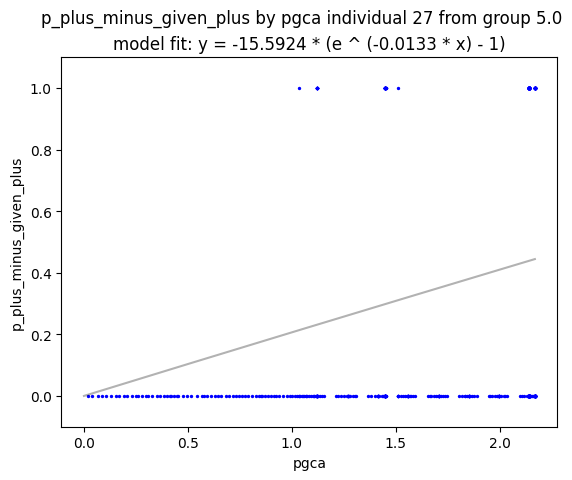 p_plus_minus_given_plus by pgca individual 27 from group 5.0
model fit: y = -15.5924 * (e ^ (-0.0133 * x) - 1)
1.0
0.8
0.6
0.4
0.2
0.0
p_plus_minus_given_plus
0.0 0.5 1.0 1.5 2.0
pgca